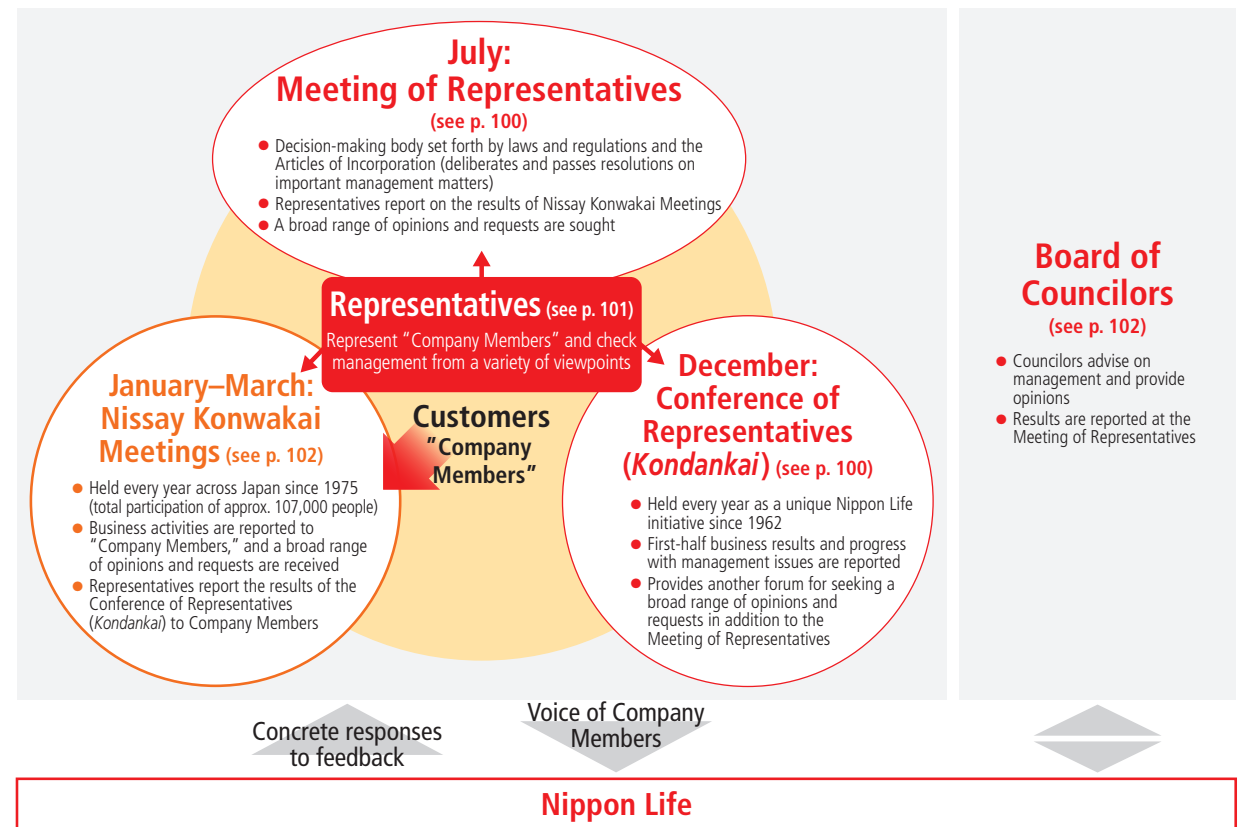 July:
Meeting of Representatives
(see p. 100)
● Decision-making body set forth by laws and regulations and the
Articles of Incorporation (deliberates and passes resolutions on
important management matters)
● Representatives report on the results of Nissay Konwakai Meetings
● A broad range of opinions and requests are sought
Representatives (see p. 101)
Represent “Company Members” and check
management from a variety of viewpoints
Customers
"Company
Members”
January–March:
Nissay Konwakai
Meetings (see p. 102)
● Held every year across Japan since 1975
(total participation of approx. 107,000 people)
● Business activities are reported to
“Company Members,” and a broad range
of opinions and requests are received
● Representatives report the results of the
Conference of Representatives
(Kondankai) to Company Members
December:
Conference of
Representatives
(Kondankai) (see p. 100)
● Held every year as a unique Nippon Life
initiative since 1962
● First-half business results and progress
with management issues are reported
● Provides another forum for seeking a
broad range of opinions and
requests in addition to the
Meeting of Representatives
Board of
Councilors
(see p. 102)
● Councilors advise on
management and provide
opinions
● Results are reported at the
Meeting of Representatives
Concrete responses
to feedback
Voice of Company
Members
Nippon Life